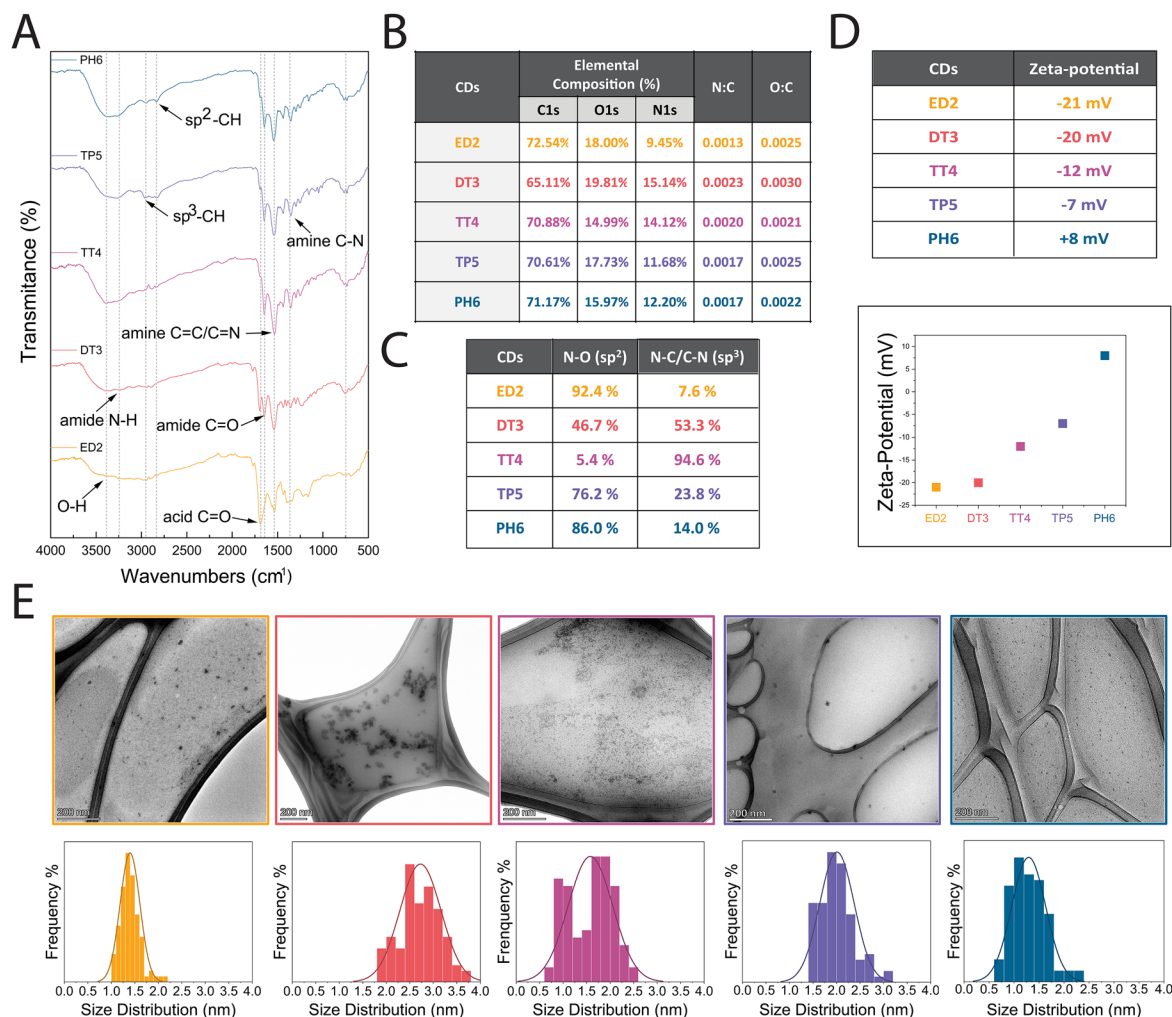 A
PH6
sp2-CH
TP5
sp3-CH
amine C-N
TT4
amine C=C/C=N
DT3
amide N-H
amide C=O
ED2
O-H
acid C=O
Transmitance (%)
4000 3500 3000 2500 2000 1500 1000 500
Wavenumbers (cm-1)
B
CDs Elemental Composition (%) N:C O:C
C1s O1s N1s
ED2 72.54% 18.00% 9.45% 0.0013 0.0025
DT3 65.11% 19.81% 15.14% 0.0023 0.0030
TT4 70.88% 14.99% 14.12% 0.0020 0.0021
TP5 70.61% 17.73% 11.68% 0.0017 0.0025
PH6 71.17% 15.97% 12.20% 0.0017 0.0022
C
CDs N-O (sp2) N-C/C-N (sp3)
ED2 92.4 % 7.6 %
DT3 46.7 % 53.3 %
TT4 5.4 % 94.6 %
TP5 76.2 % 23.8 %
PH6 86.0 % 14.0 %
D
CDs Zeta-potential
ED2 -21 mV
DT3 -20 mV
TT4 -12 mV
TP5 -7 mV
PH6 +8 mV
Zeta-Potential (mV)
10
5
0
-5
-10
-15
-20
-25
ED2 DT3 TT4 TP5 PH6
E
200 nm
200 nm
200 nm
200 nm
200 nm
Frequency %
0.0 0.5 1.0 1.5 2.0 2.5 3.0 3.5 4.0
Size Distribution (nm)
Frequency %
0.0 0.5 1.0 1.5 2.0 2.5 3.0 3.5 4.0
Size Distribution (nm)
Frenquency %
0.0 0.5 1.0 1.5 2.0 2.5 3.0 3.5 4.0
Size Distribution (nm)
Frequency %
0.0 0.5 1.0 1.5 2.0 2.5 3.0 3.5 4.0
Size Distribution (nm)
Frequency %
0.0 0.5 1.0 1.5 2.0 2.5 3.0 3.5 4.0
Size Distribution (nm)